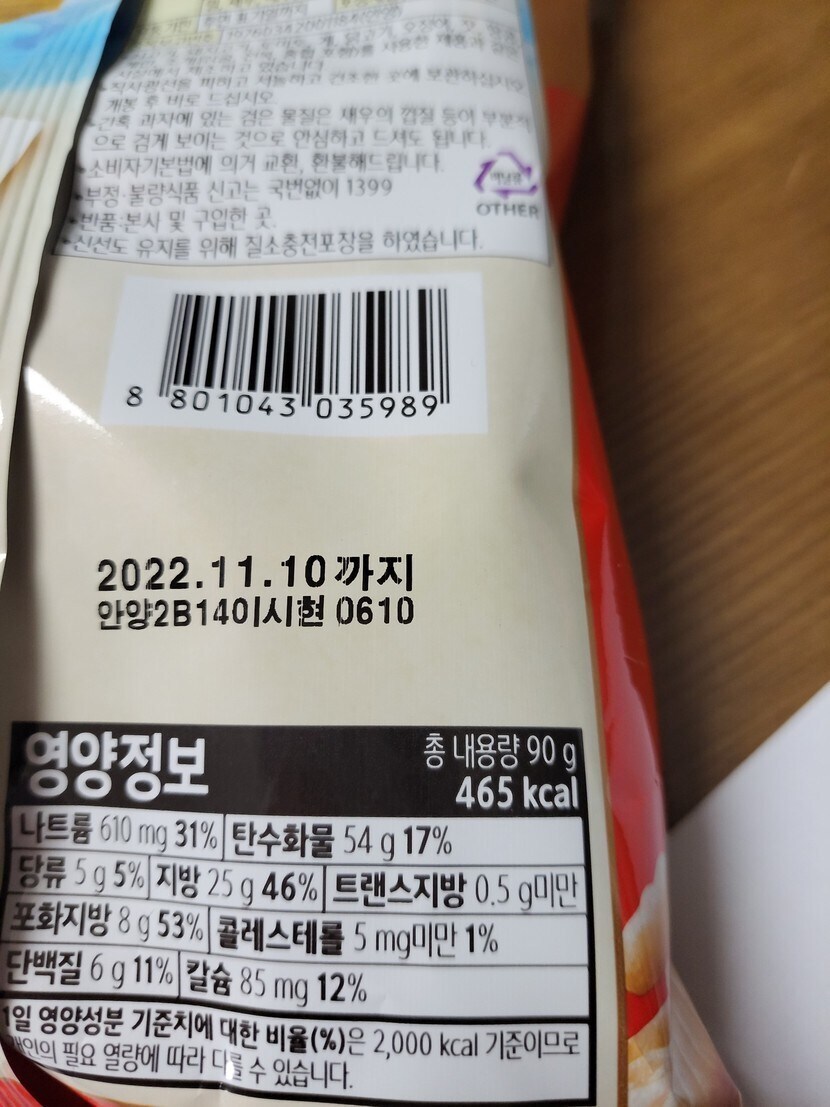 직사광선을 피하고 서늘하고 건조한 곳에 보관하십시오
개봉 후 바로 드십시오
간혹 과자에 있는 검은 물질은 새우의 껍질 등이 부분적
으로 검게 보이는 것으로 안심하고 드셔도 됩니다.
•소비자기본법에 의거 교환, 환불해드립니다.
•부정·불량식품 신고는 국번없이 1399
•반품:본사 및 구입한 곳.
•신선도 유지를 위해 질소충전포장을 하였습니다.
비닐류
OTHER
8 801043 035989
2022.11.10 까지
안양2B14이시현 0610
영양정보
총 내용량 90 g
465 kcal
나트륨 610 mg 31% 탄수화물 54 g 17%
당류 5 g 5% 지방 25 g 46% 트랜스지방 0.5 g미만
포화지방 8 g 53% 콜레스테롤 5 mg미만 1%
단백질 6 g 11% 칼슘 85 mg 12%
1일 영양성분 기준치에 대한 비율(%)은 2,000 kcal 기준이므로
개인의 필요 열량에 따라 다를 수 있습니다.